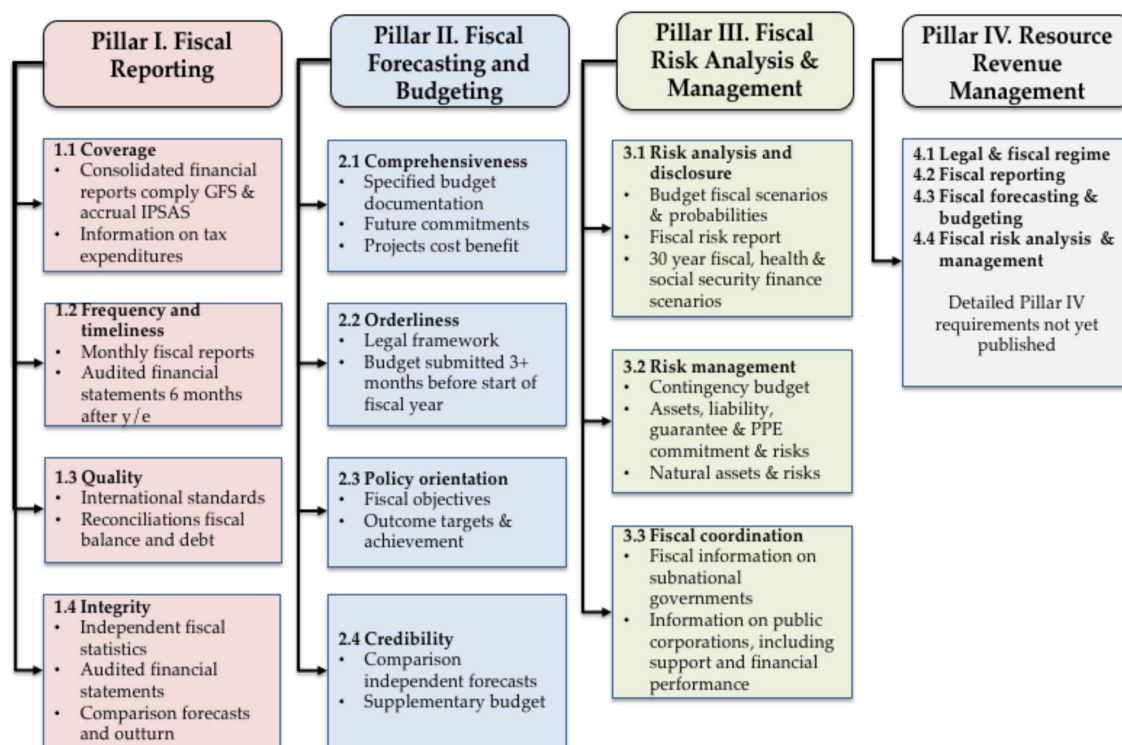 Pillar I. Fiscal
Reporting
1.1 Coverage
• Consolidated financial
reports comply GFS &
accrual IPSAS
• Information on tax
expenditures
1.2 Frequency and
timeliness
• Monthly fiscal reports
• Audited financial
statements 6 months
after y/e
1.3 Quality
• International standards
• Reconciliations fiscal
balance and debt
1.4 Integrity
• Independent fiscal
statistics
• Audited financial
statements
• Comparison forecasts
and outturn
Pillar II. Fiscal
Forecasting and
Budgeting
2.1 Comprehensiveness
• Specified budget
documentation
• Future commitments
• Projects cost benefit
2.2 Orderliness
• Legal framework
• Budget submitted 3+
months before start of
fiscal year
2.3 Policy orientation
• Fiscal objectives
• Outcome targets &
achievement
2.4 Credibility
• Comparison
independent forecasts
• Supplementary budget
Pillar III. Fiscal
Risk Analysis &
Management
3.1 Risk analysis and
disclosure
• Budget fiscal scenarios
& probabilities
• Fiscal risk report
• 30 year fiscal, health &
social security finance
scenarios
3.2 Risk management
• Contingency budget
• Assets, liability,
guarantee & PPE
commitment & risks
• Natural assets & risks
3.3 Fiscal coordination
• Fiscal information on
subnational
governments
• Information on public
corporations, including
support and financial
performance
Pillar IV. Resource
Revenue
Management
4.1 Legal & fiscal regime
4.2 Fiscal reporting
4.3 Fiscal forecasting &
budgeting
4.4 Fiscal risk analysis &
management
Detailed Pillar IV
requirements not yet
published